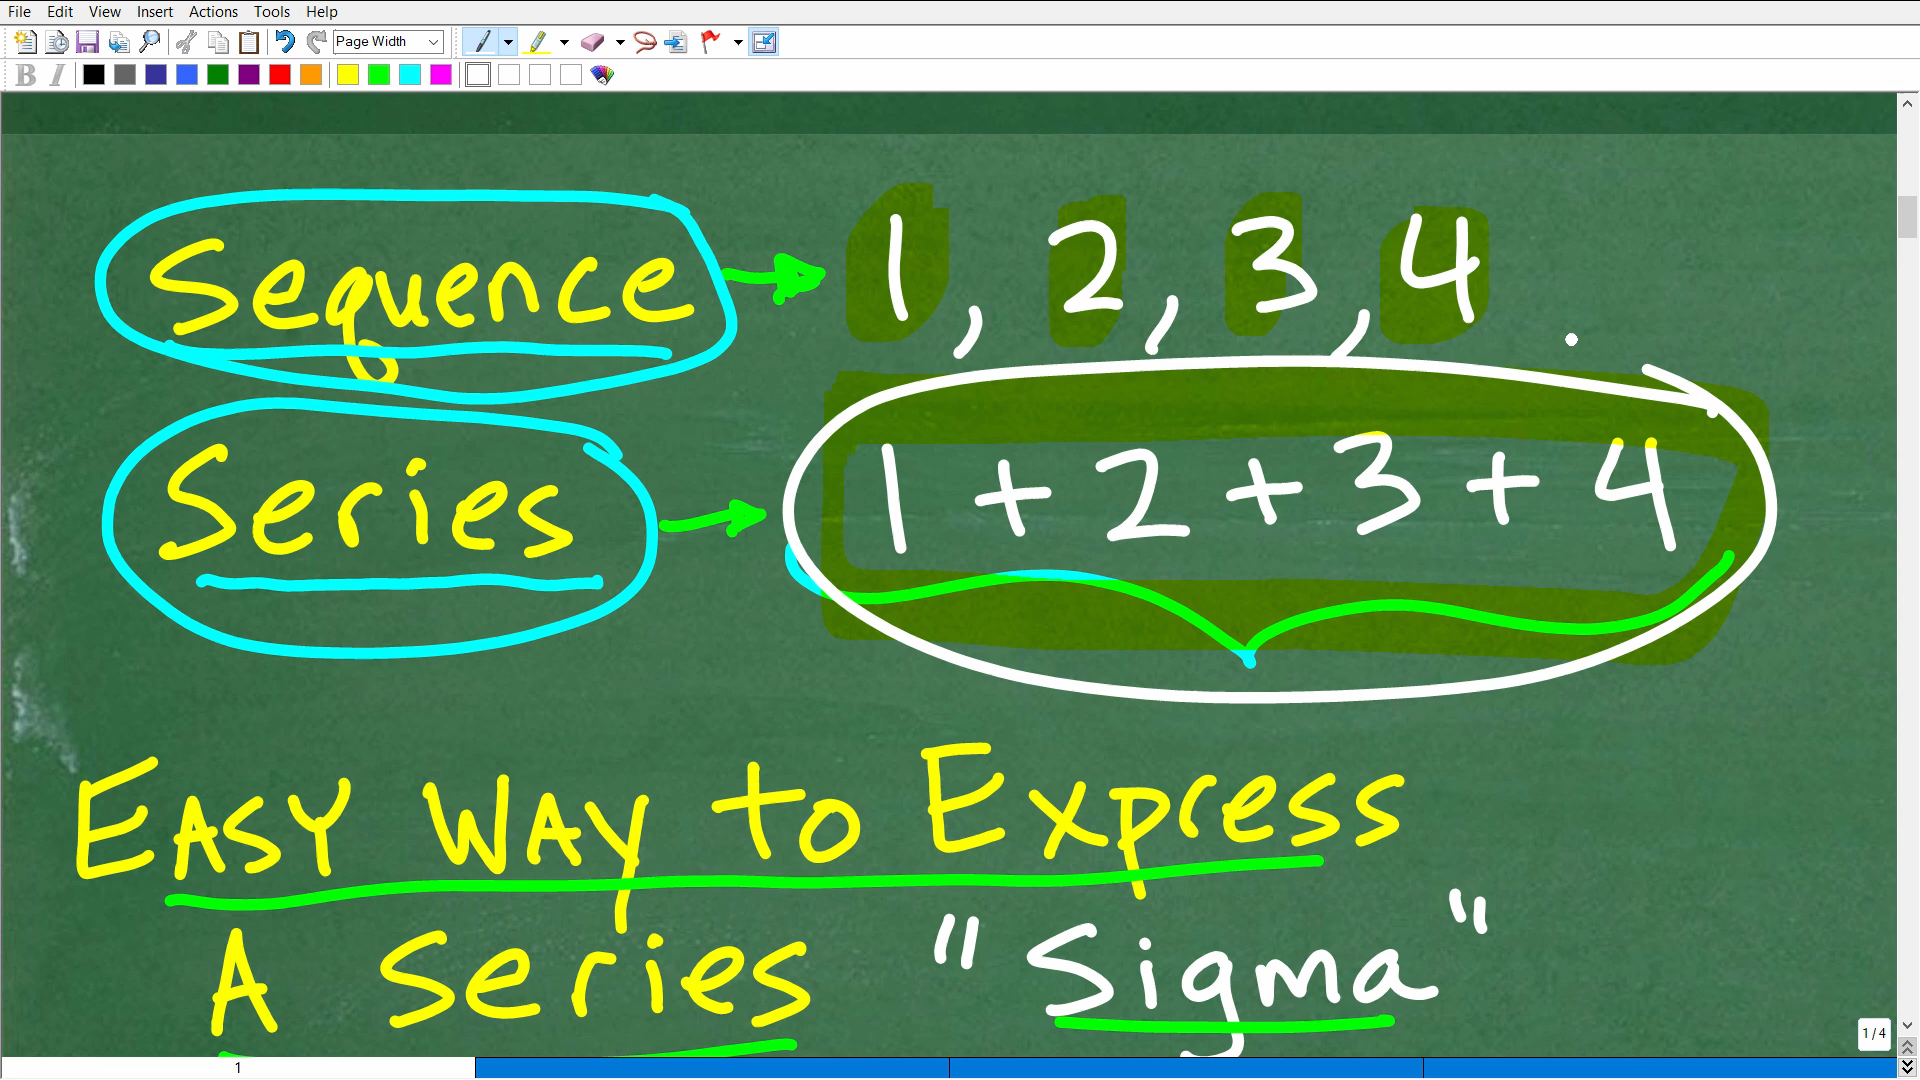 File Edit View Insert Actions Tools Help
Page Width
B I
Sequence → 1, 2, 3, 4
Series → 1 + 2 + 3 + 4
EASY WAY to Express
A Series "Sigma"
1 / 4
1